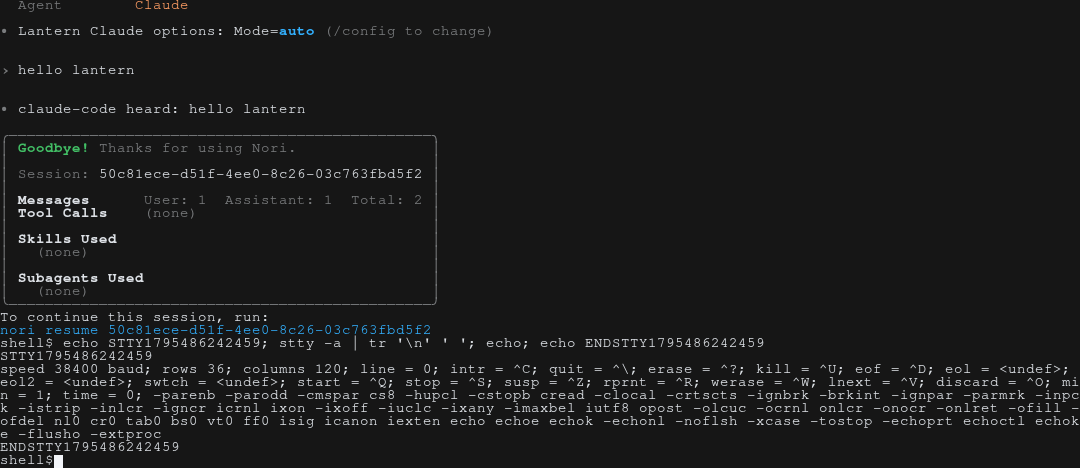 Agent Claude
• Lantern Claude options: Mode=auto (/config to change)
› hello lantern
• claude-code heard: hello lantern
Goodbye! Thanks for using Nori.
Session: 50c81ece-d51f-4ee0-8c26-03c763fbd5f2
Messages User: 1 Assistant: 1 Total: 2
Tool Calls (none)
Skills Used
(none)
Subagents Used
(none)
To continue this session, run:
nori resume 50c81ece-d51f-4ee0-8c26-03c763fbd5f2
shell$ echo STTY1795486242459; stty -a | tr '\n' ' '; echo; echo ENDSTTY1795486242459
STTY1795486242459
speed 38400 baud; rows 36; columns 120; line = 0; intr = ^C; quit = ^\; erase = ^?; kill = ^U; eof = ^D; eol = <undef>;
eol2 = <undef>; swtch = <undef>; start = ^Q; stop = ^S; susp = ^Z; rprnt = ^R; werase = ^W; lnext = ^V; discard = ^O; mi
n = 1; time = 0; -parenb -parodd -cmspar cs8 -hupcl -cstopb cread -clocal -crtscts -ignbrk -brkint -ignpar -parmrk -inpc
k -istrip -inlcr -igncr icrnl ixon -ixoff -iuclc -ixany -imaxbel iutf8 opost -olcuc -ocrnl onlcr -onocr -onlret -ofill -
ofdel nl0 cr0 tab0 bs0 vt0 ff0 isig icanon iexten echo echoe echok -echonl -noflsh -xcase -tostop -echoprt echoctl echok
e -flusho -extproc
ENDSTTY1795486242459
shell$